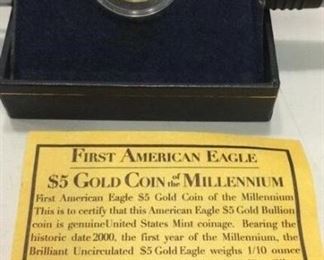 FIRST AMERICAN EAGLE
$5 GOLD COIN of the MILLENNIUM
First American Eagle $5 Gold Coin of the Millennium
This is to certify that this American Eagle $5 Gold Bullion
coin is genuineUnited States Mint coinage. Bearing the
historic date 2000, the first year of the Millennium, the
Brilliant Uncirculated $5 Gold Eagle weighs 1/10 ounce